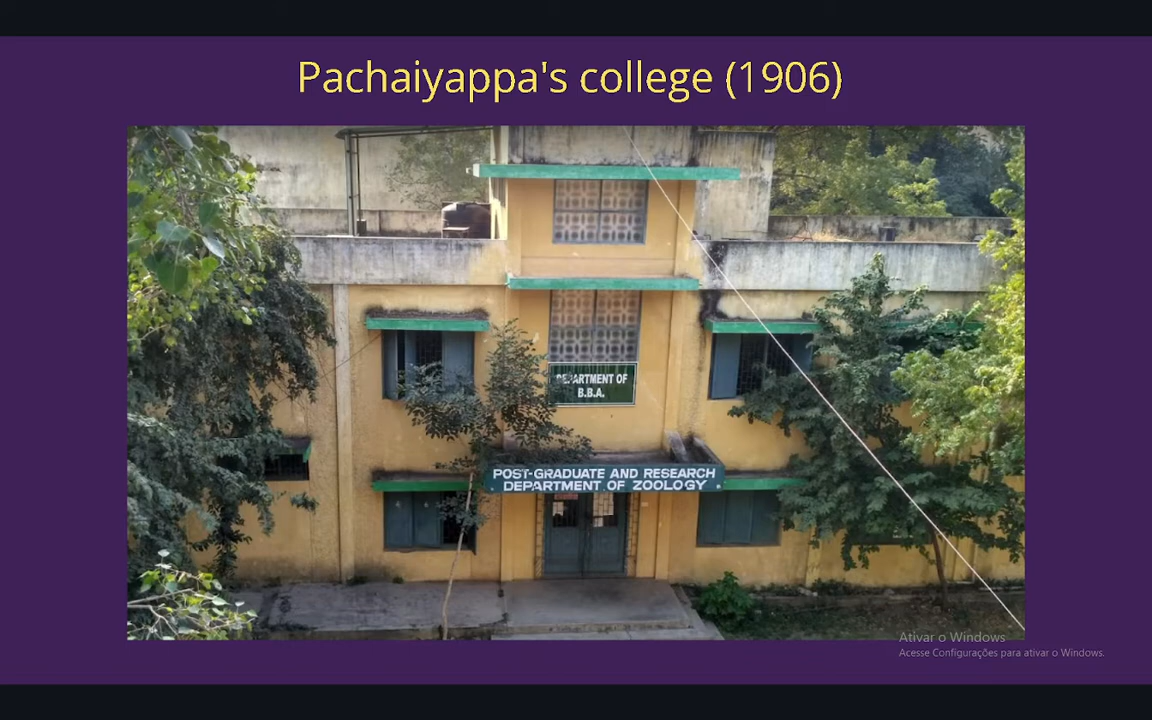 Pachaiyappa's college (1906)
DEPARTMENT OF
B.B.A.
POST-GRADUATE AND RESEARCH
DEPARTMENT OF ZOOLOGY
Ativar o Windows
Acesse Configurações para ativar o Windows.